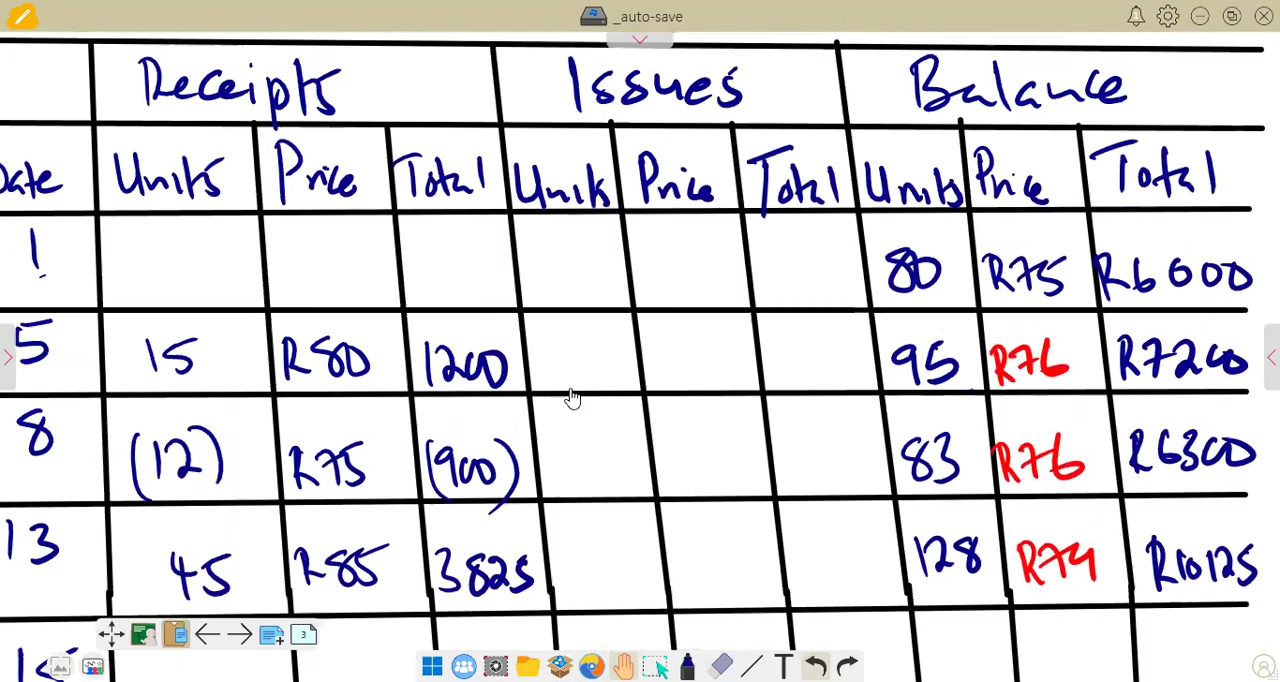 _auto-save
Receipts Issues Balance
Date Units Price Total Units Price Total Units Price Total
1 80 R75 R6000
5 15 R80 1200 95 R76 R7200
8 (12) R75 (900) 83 R76 R6300
13 45 R85 3825 128 R79 R10125
3